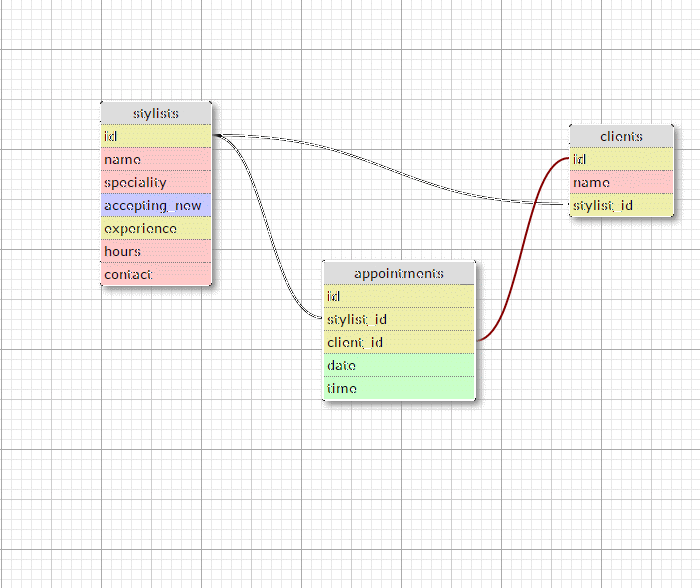 stylists
id
name
speciality
accepting_new
experience
hours
contact
clients
id
name
stylist_id
appointments
id
stylist_id
client_id
date
time